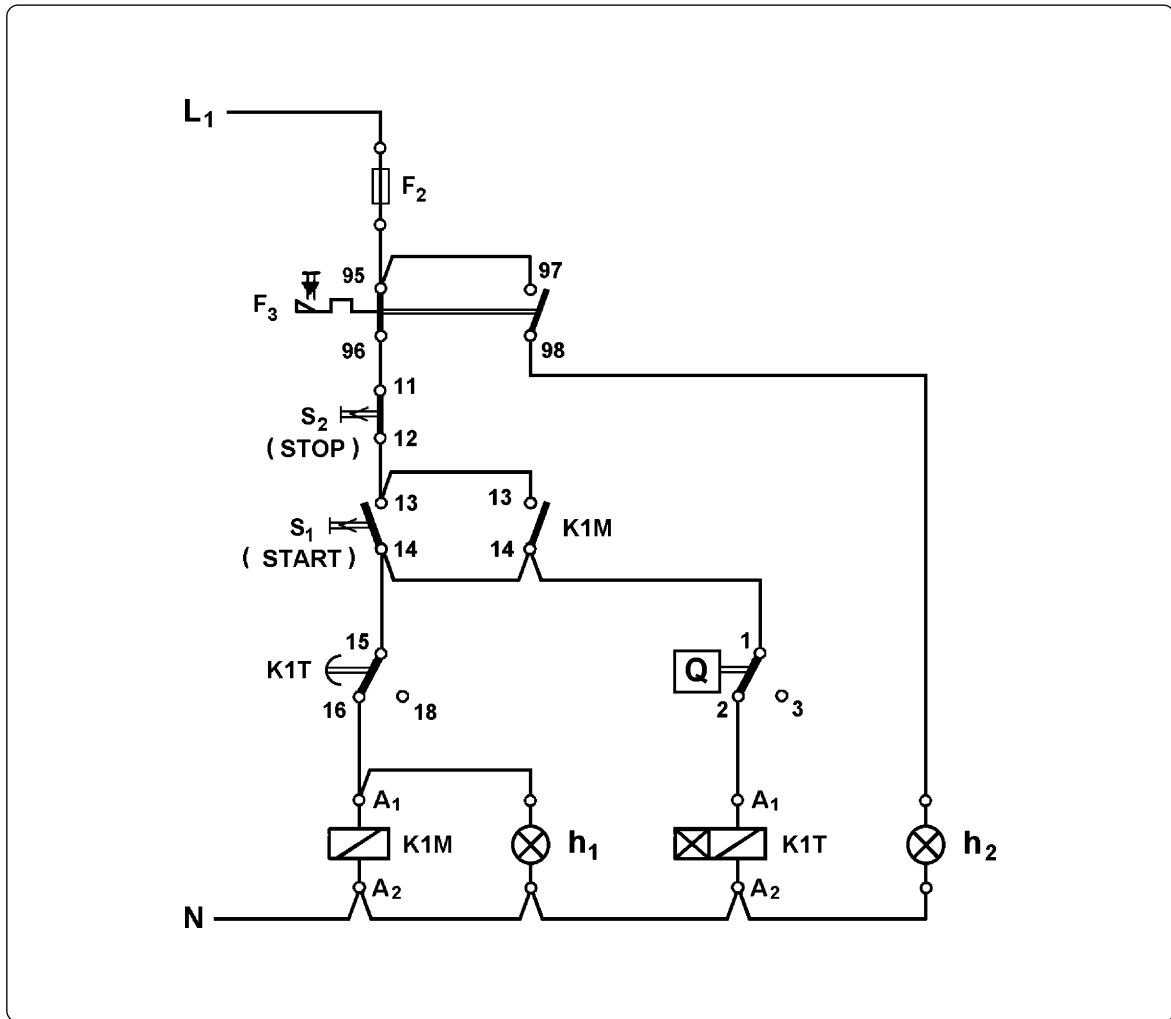 L1
F2
95 97
F3
96 98
11
S2
( STOP ) 12
13 13
S1 K1M
( START ) 14 14
15 1
K1T Q
16 18 2 3
A1 A1
K1M h1 K1T h2
A2 A2
N